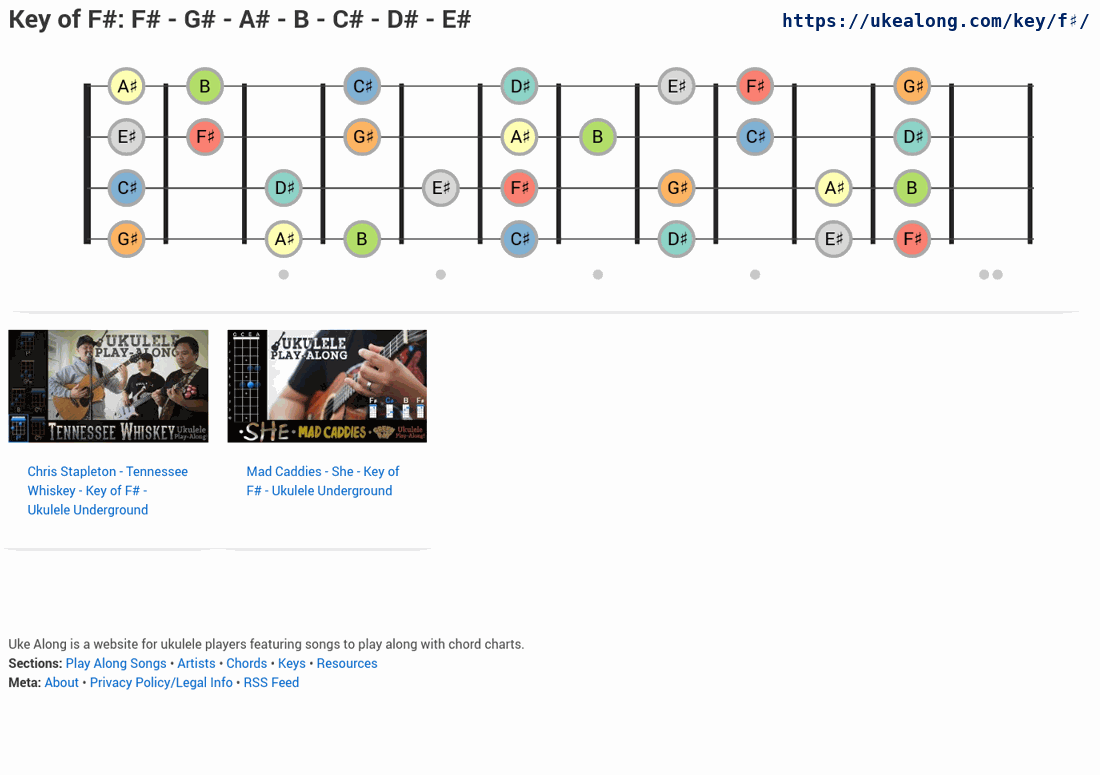 Key of F#: F# - G# - A# - B - C# - D# - E#
https://ukealong.com/key/f♯/
A♯ B C♯ D♯ E♯ F♯ G♯
E♯ F♯ G♯ A♯ B C♯ D♯
C♯ D♯ E♯ F♯ G♯ A♯ B
G♯ A♯ B C♯ D♯ E♯ F♯
UKULELE
PLAY-ALONG
TENNESSEE WHISKEY
Ukulele
Play-Along!
G C E A
UKULELE
PLAY-ALONG
F# C# B F#
·SHE· MAD CADDIES
Ukulele
Play-Along!
Chris Stapleton - Tennessee
Whiskey - Key of F# -
Ukulele Underground
Mad Caddies - She - Key of
F# - Ukulele Underground
Uke Along is a website for ukulele players featuring songs to play along with chord charts.
Sections: Play Along Songs • Artists • Chords • Keys • Resources
Meta: About • Privacy Policy/Legal Info • RSS Feed